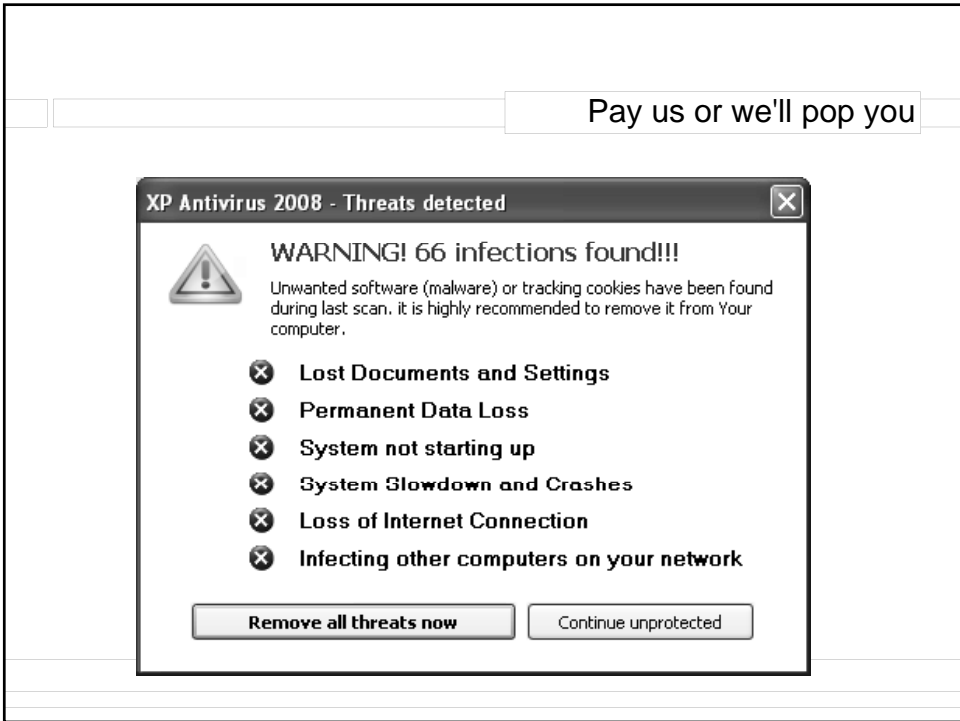 Pay us or we'll pop you
XP Antivirus 2008 - Threats detected
WARNING! 66 infections found!!!
Unwanted software (malware) or tracking cookies have been found
during last scan. it is highly recommended to remove it from Your
computer.
Lost Documents and Settings
Permanent Data Loss
System not starting up
System Slowdown and Crashes
Loss of Internet Connection
Infecting other computers on your network
Remove all threats now
Continue unprotected